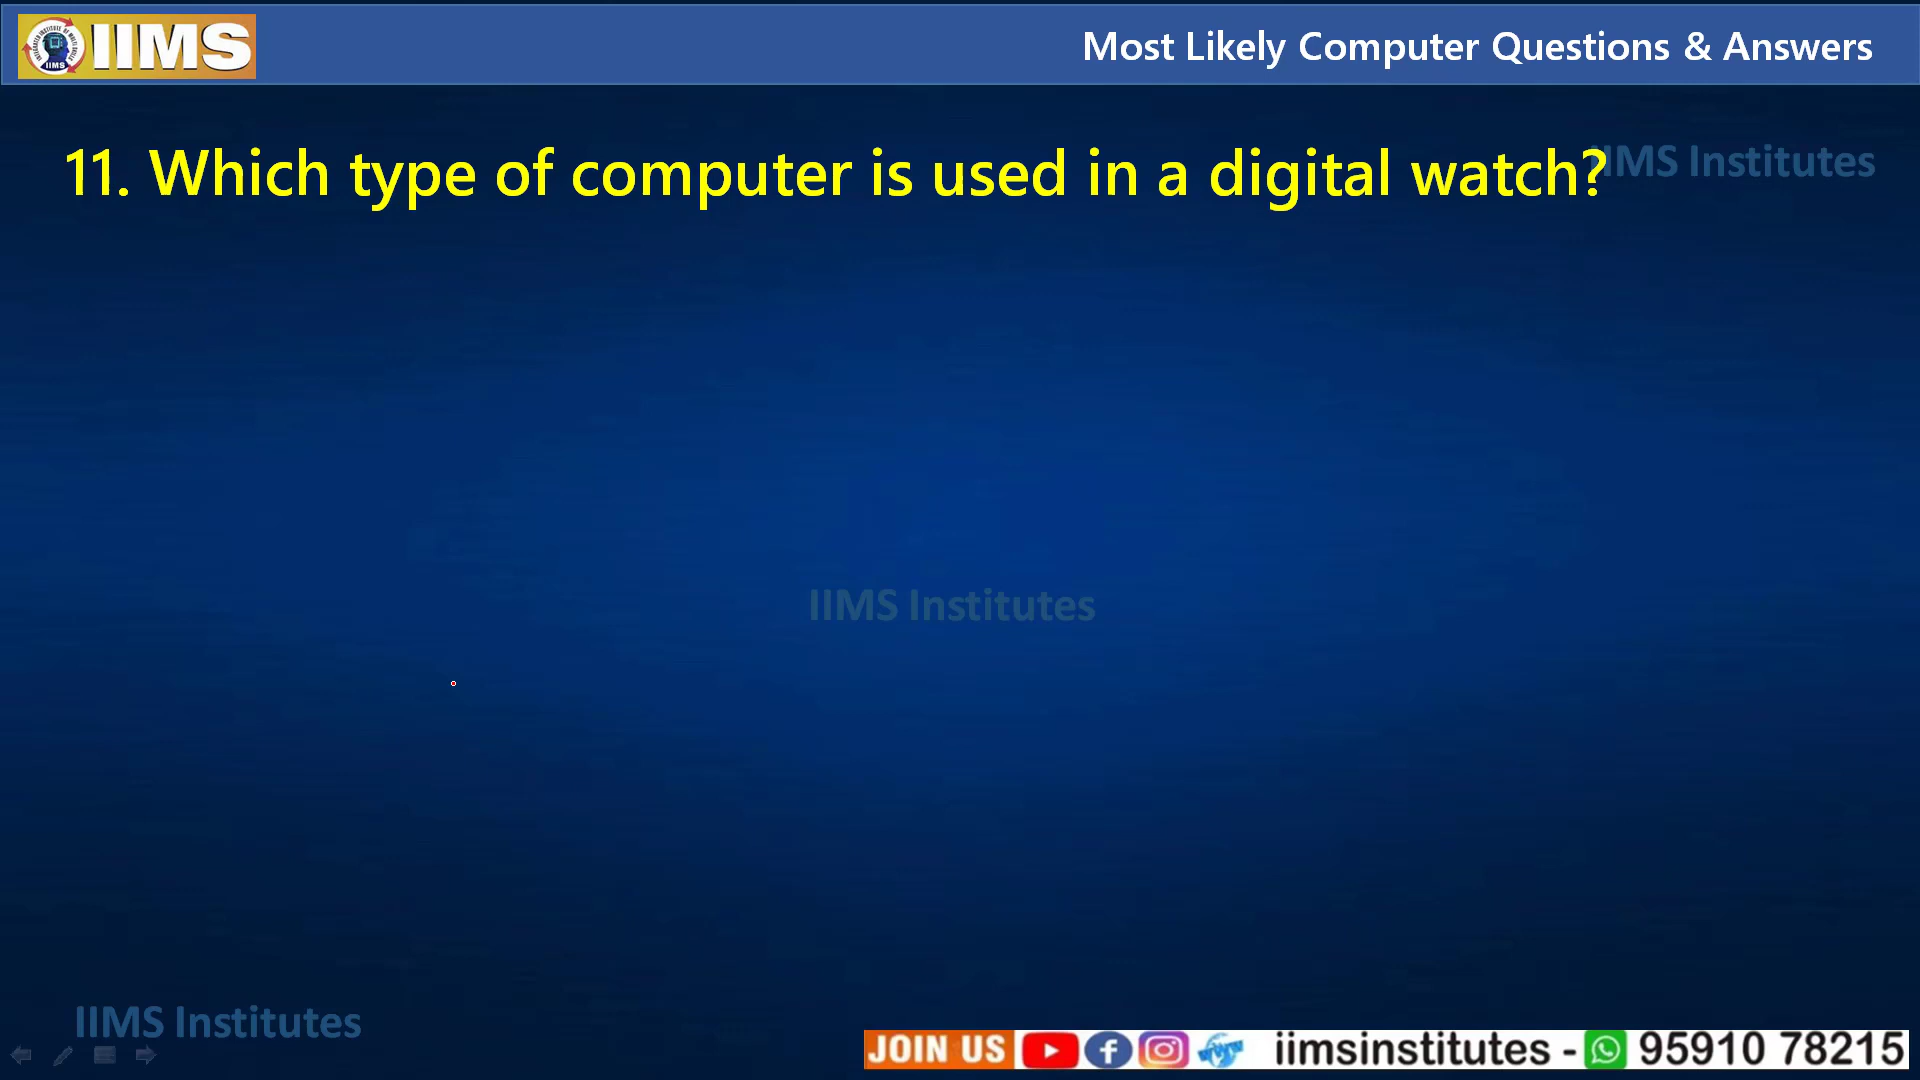 IIMS
IIMS
Most Likely Computer Questions & Answers
11. Which type of computer is used in a digital watch?
IIMS Institutes
IIMS Institutes
IIMS Institutes
JOIN US
iimsinstitutes - 95910 78215